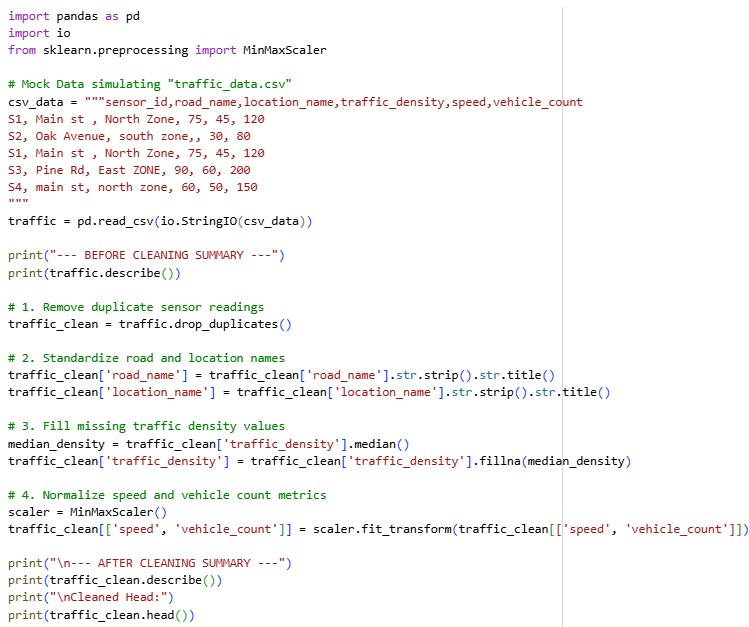 import pandas as pd
import io
from sklearn.preprocessing import MinMaxScaler

# Mock Data simulating "traffic_data.csv"
csv_data = """sensor_id,road_name,location_name,traffic_density,speed,vehicle_count
S1, Main st , North Zone, 75, 45, 120
S2, Oak Avenue, south zone,, 30, 80
S1, Main st , North Zone, 75, 45, 120
S3, Pine Rd, East ZONE, 90, 60, 200
S4, main st, north zone, 60, 50, 150
"""
traffic = pd.read_csv(io.StringIO(csv_data))

print("--- BEFORE CLEANING SUMMARY ---")
print(traffic.describe())

# 1. Remove duplicate sensor readings
traffic_clean = traffic.drop_duplicates()

# 2. Standardize road and location names
traffic_clean['road_name'] = traffic_clean['road_name'].str.strip().str.title()
traffic_clean['location_name'] = traffic_clean['location_name'].str.strip().str.title()

# 3. Fill missing traffic density values
median_density = traffic_clean['traffic_density'].median()
traffic_clean['traffic_density'] = traffic_clean['traffic_density'].fillna(median_density)

# 4. Normalize speed and vehicle count metrics
scaler = MinMaxScaler()
traffic_clean[['speed', 'vehicle_count']] = scaler.fit_transform(traffic_clean[['speed', 'vehicle_count']])

print("\n--- AFTER CLEANING SUMMARY ---")
print(traffic_clean.describe())
print("\nCleaned Head:")
print(traffic_clean.head())